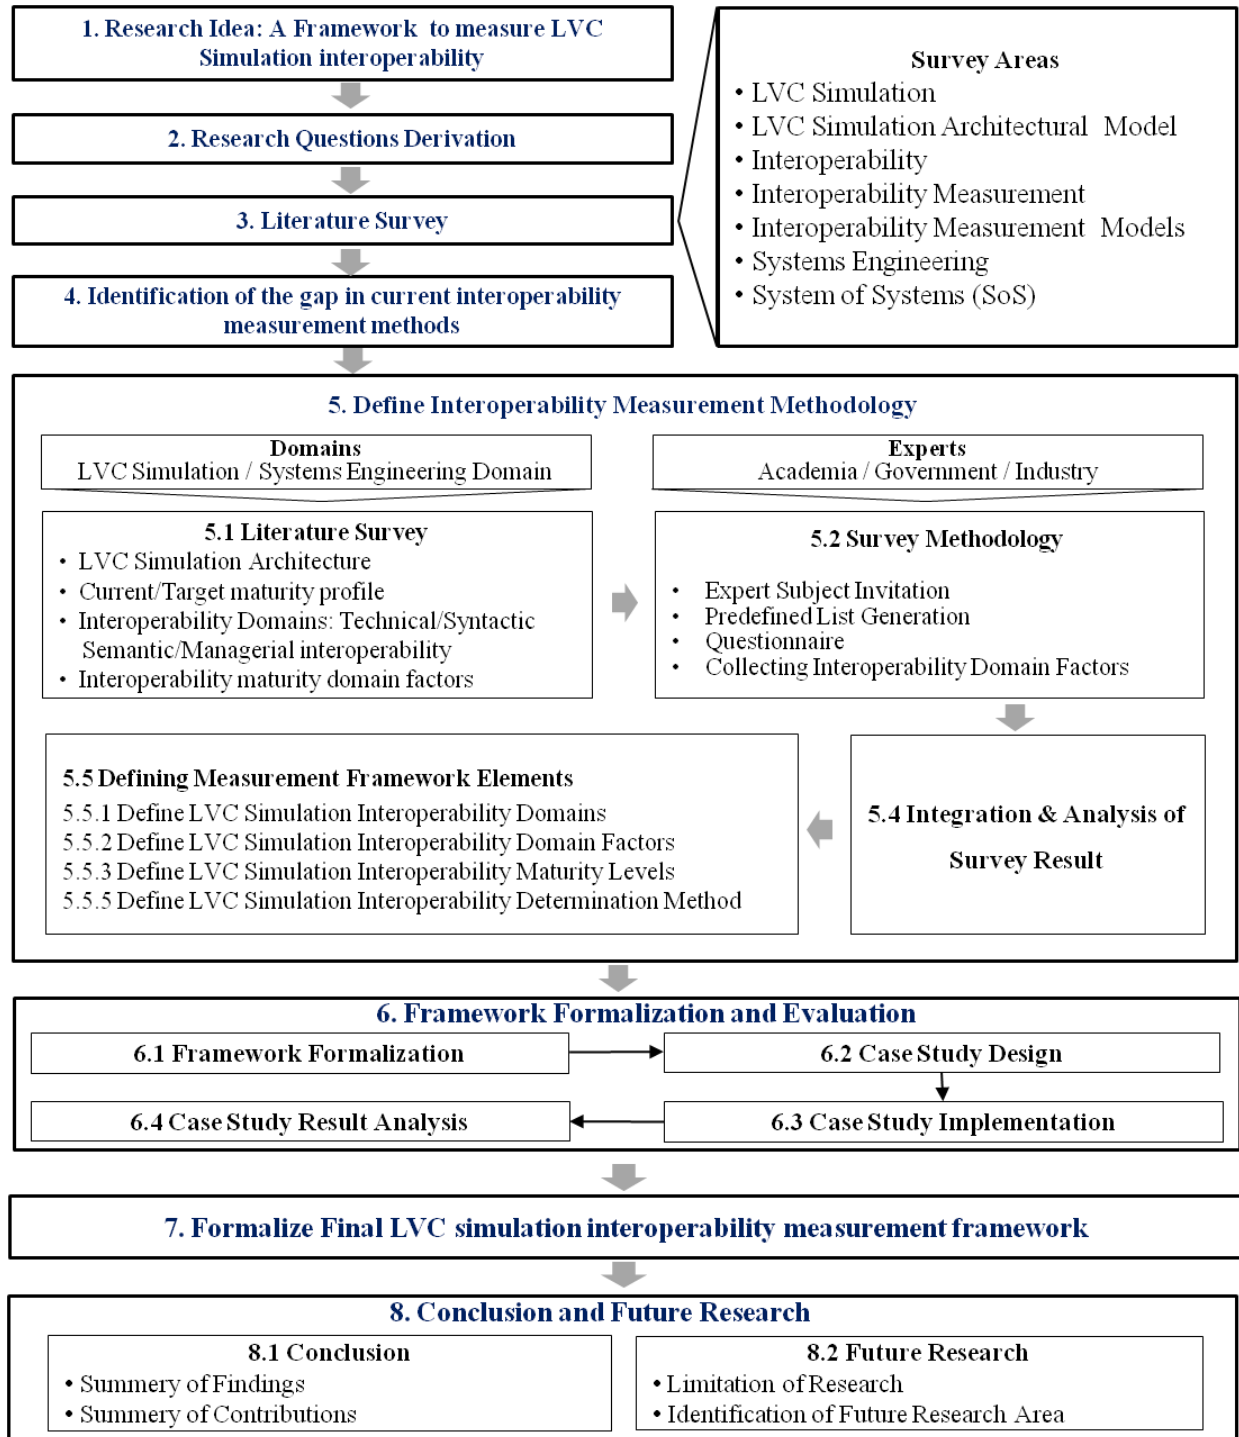 1. Research Idea: A Framework to measure LVC
Simulation interoperability
2. Research Questions Derivation
3. Literature Survey
4. Identification of the gap in current interoperability
measurement methods
Survey Areas
• LVC Simulation
• LVC Simulation Architectural Model
• Interoperability
• Interoperability Measurement
• Interoperability Measurement Models
• Systems Engineering
• System of Systems (SoS)
5. Define Interoperability Measurement Methodology
Domains
LVC Simulation / Systems Engineering Domain
Experts
Academia / Government / Industry
5.1 Literature Survey
• LVC Simulation Architecture
• Current/Target maturity profile
• Interoperability Domains: Technical/Syntactic
Semantic/Managerial interoperability
• Interoperability maturity domain factors
5.2 Survey Methodology
• Expert Subject Invitation
• Predefined List Generation
• Questionnaire
• Collecting Interoperability Domain Factors
5.5 Defining Measurement Framework Elements
5.5.1 Define LVC Simulation Interoperability Domains
5.5.2 Define LVC Simulation Interoperability Domain Factors
5.5.3 Define LVC Simulation Interoperability Maturity Levels
5.5.5 Define LVC Simulation Interoperability Determination Method
5.4 Integration & Analysis of
Survey Result
6. Framework Formalization and Evaluation
6.1 Framework Formalization
6.2 Case Study Design
6.4 Case Study Result Analysis
6.3 Case Study Implementation
7. Formalize Final LVC simulation interoperability measurement framework
8. Conclusion and Future Research
8.1 Conclusion
• Summery of Findings
• Summary of Contributions
8.2 Future Research
• Limitation of Research
• Identification of Future Research Area